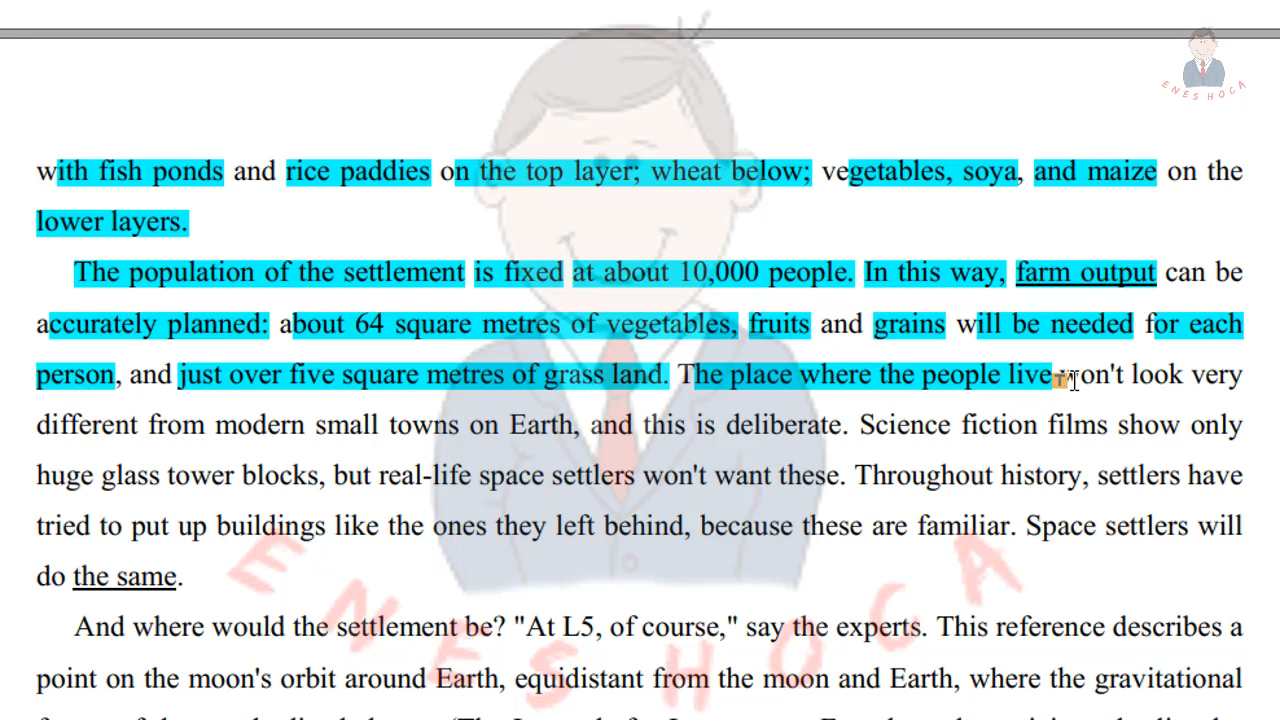 ENES HOCA
with fish ponds and rice paddies on the top layer; wheat below; vegetables, soya, and maize on the
lower layers.
The population of the settlement is fixed at about 10,000 people. In this way, farm output can be
accurately planned: about 64 square metres of vegetables, fruits and grains will be needed for each
person, and just over five square metres of grass land. The place where the people live won't look very
different from modern small towns on Earth, and this is deliberate. Science fiction films show only
huge glass tower blocks, but real-life space settlers won't want these. Throughout history, settlers have
tried to put up buildings like the ones they left behind, because these are familiar. Space settlers will
do the same.
And where would the settlement be? "At L5, of course," say the experts. This reference describes a
point on the moon's orbit around Earth, equidistant from the moon and Earth, where the gravitational
ENES HOCA